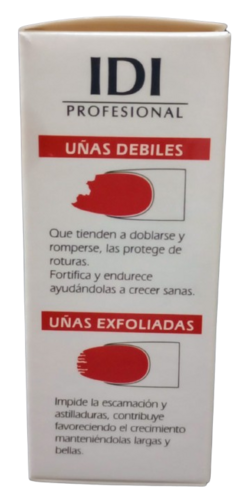 IDI
PROFESIONAL
UÑAS DEBILES
Que tienden a doblarse y
romperse, las protege de
roturas.
Fortifica y endurece
ayudándolas a crecer sanas.
UÑAS EXFOLIADAS
Impide la escamación y
astilladuras, contribuye
favoreciendo el crecimiento
manteniéndolas largas y
bellas.